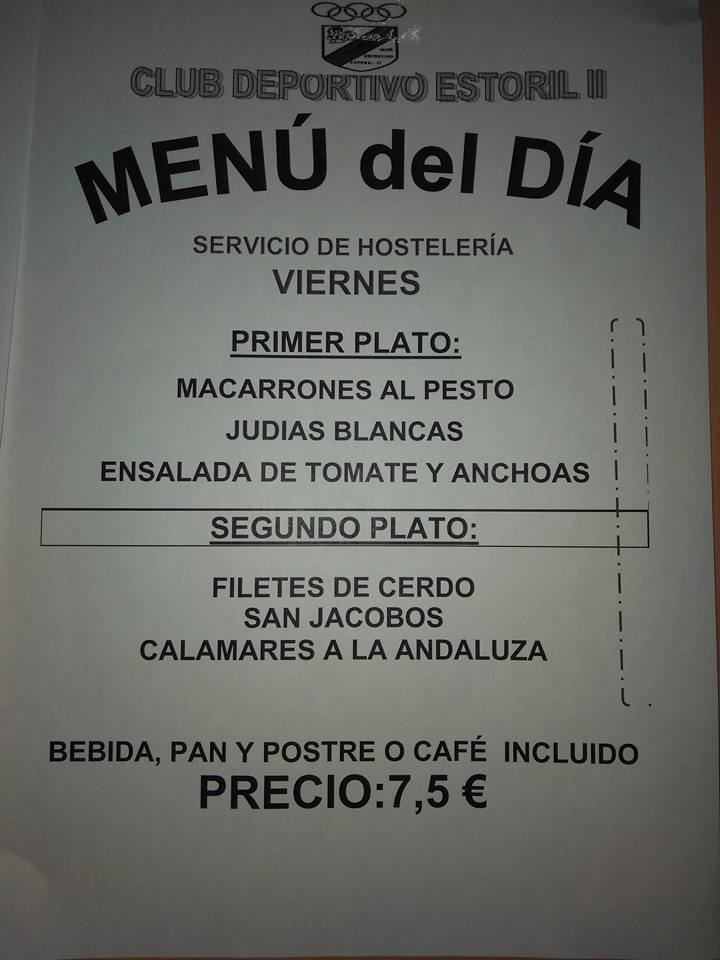 CLUB DEPORTIVO ESTORIL II
MENÚ del DÍA
SERVICIO DE HOSTELERÍA
VIERNES
PRIMER PLATO:
MACARRONES AL PESTO
JUDIAS BLANCAS
ENSALADA DE TOMATE Y ANCHOAS
SEGUNDO PLATO:
FILETES DE CERDO
SAN JACOBOS
CALAMARES A LA ANDALUZA
BEBIDA, PAN Y POSTRE O CAFÉ INCLUIDO
PRECIO:7,5 €